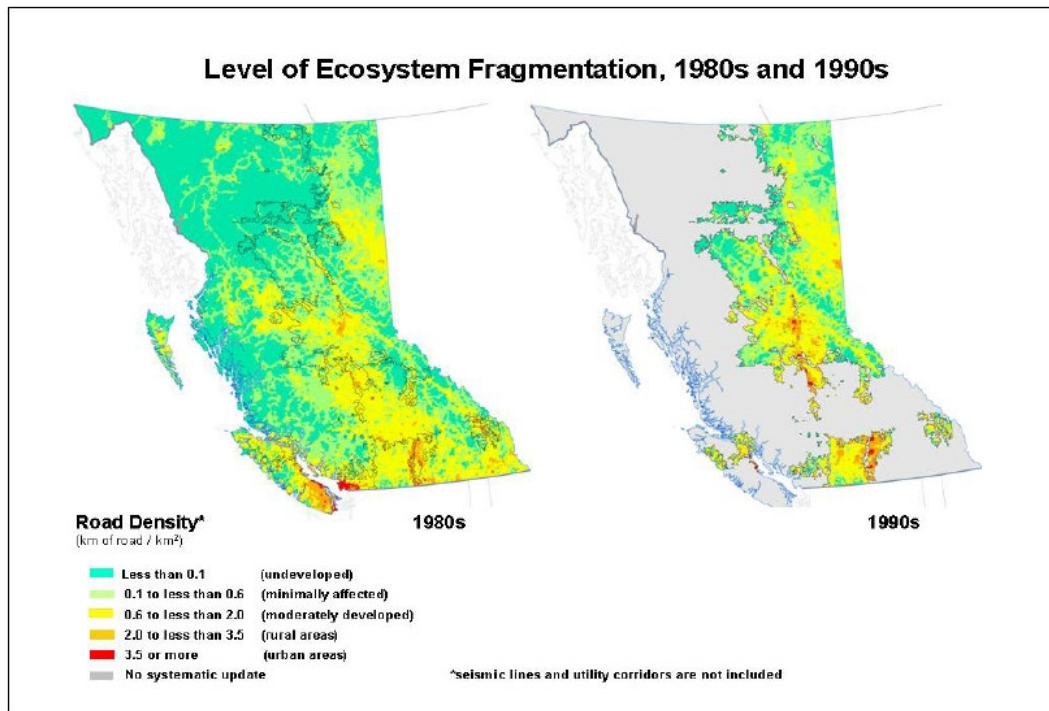 Level of Ecosystem Fragmentation, 1980s and 1990s
Road Density* 1980s 1990s
(km of road / km²)
Less than 0.1 (undeveloped)
0.1 to less than 0.6 (minimally affected)
0.6 to less than 2.0 (moderately developed)
2.0 to less than 3.5 (rural areas)
3.5 or more (urban areas)
No systematic update *seismic lines and utility corridors are not included